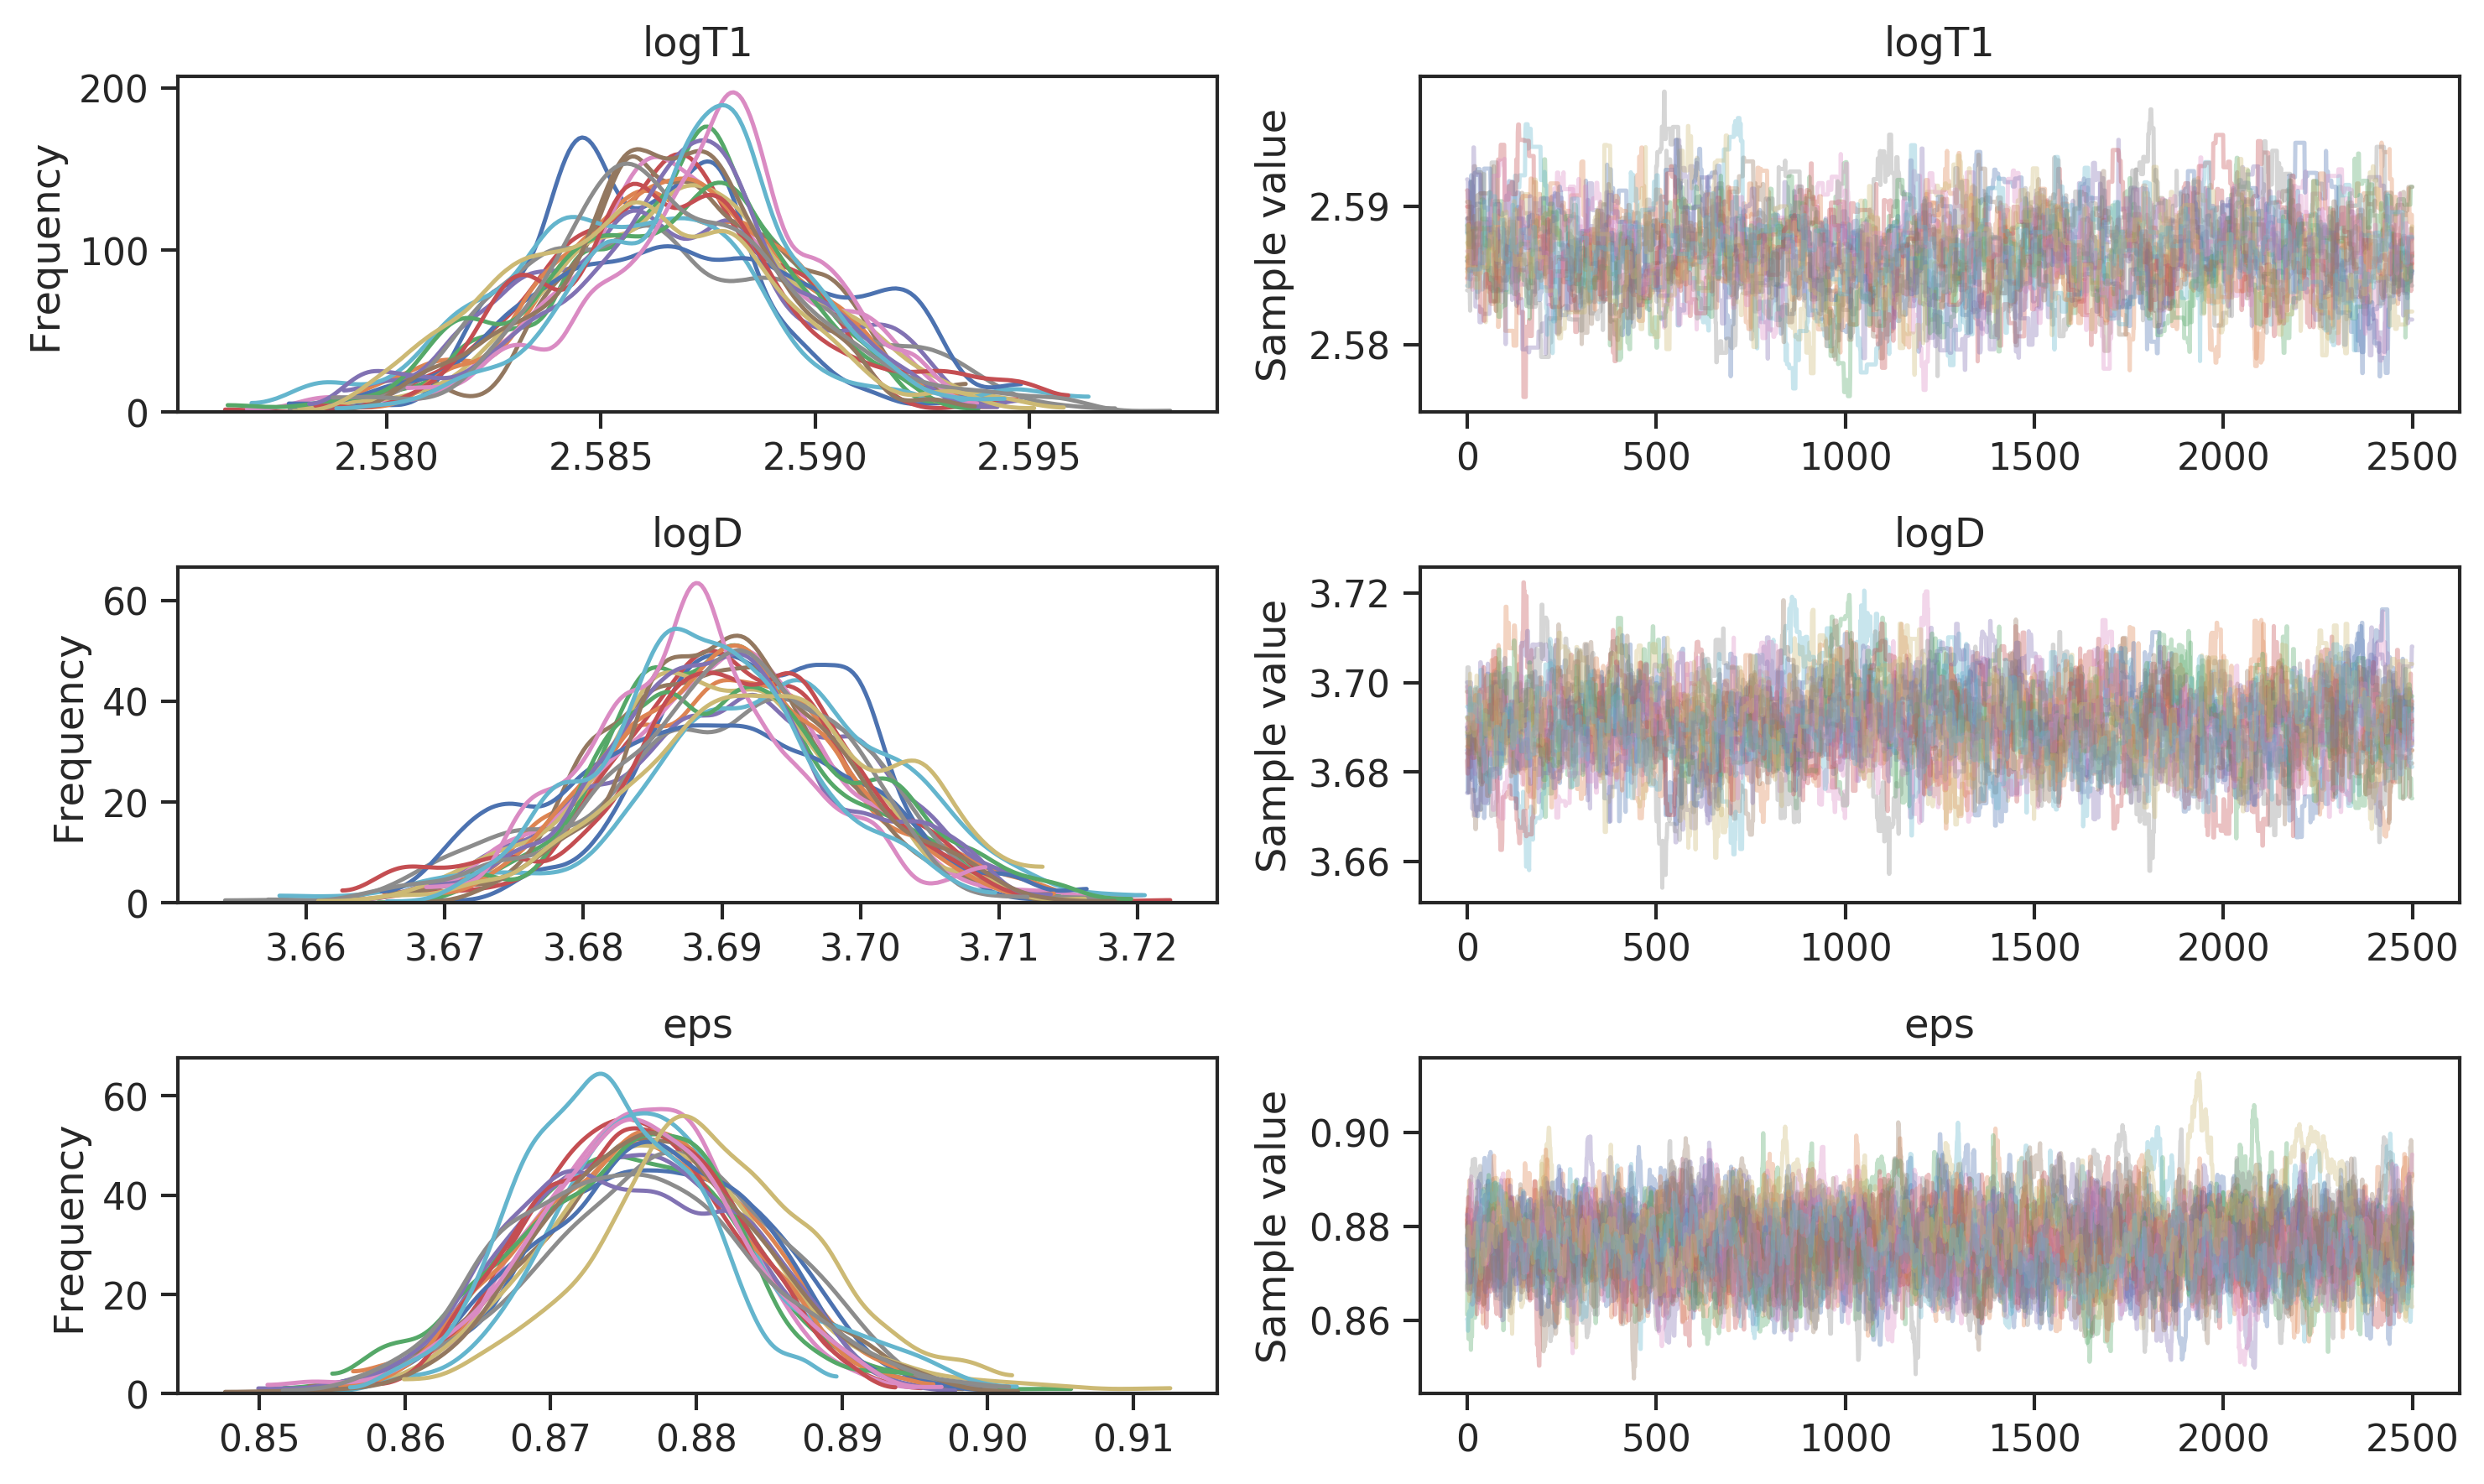 logT1
logT1
Frequency
200
100
0
2.580 2.585 2.590 2.595
Sample value
2.59
2.58
0 500 1000 1500 2000 2500
logD
logD
Frequency
60
40
20
0
3.66 3.67 3.68 3.69 3.70 3.71 3.72
Sample value
3.72
3.70
3.68
3.66
0 500 1000 1500 2000 2500
eps
eps
Frequency
60
40
20
0
0.85 0.86 0.87 0.88 0.89 0.90 0.91
Sample value
0.90
0.88
0.86
0 500 1000 1500 2000 2500